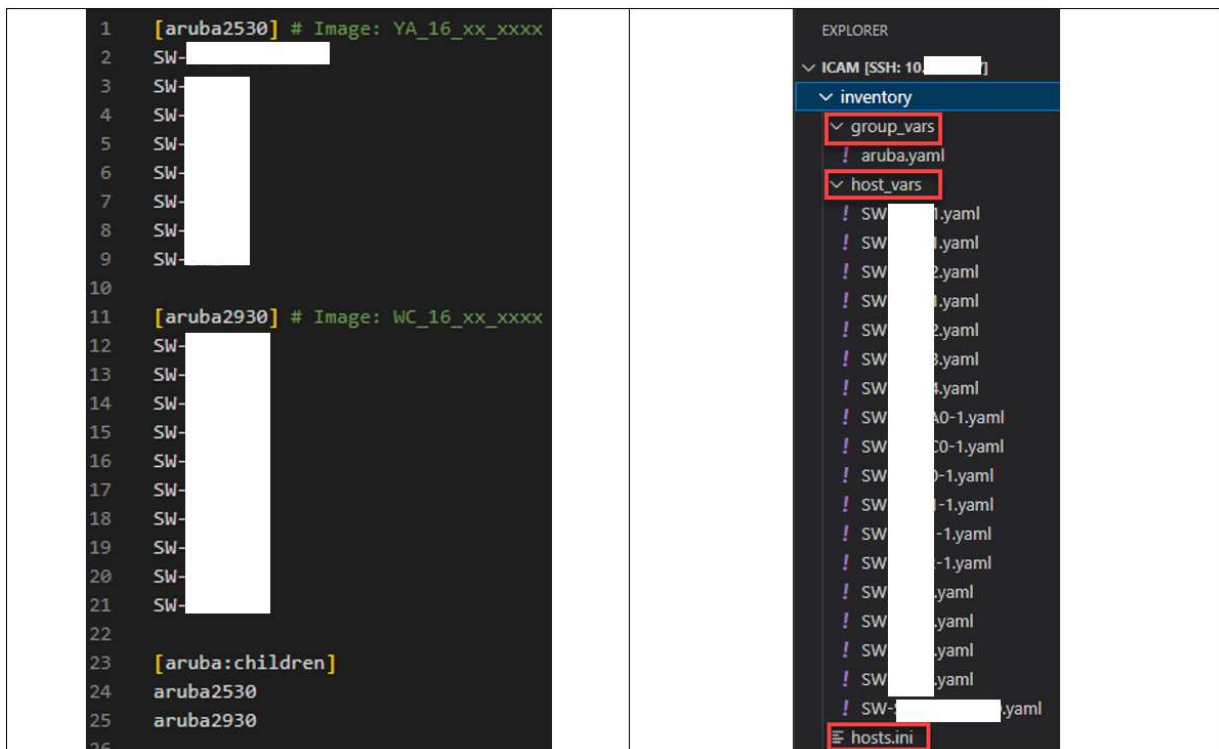 1 [aruba2530] # Image: YA_16_xx_xxxx
2 SW-
3 SW-
4 SW-
5 SW-
6 SW-
7 SW-
8 SW-
9 SW-
10
11 [aruba2930] # Image: WC_16_xx_xxxx
12 SW-
13 SW-
14 SW-
15 SW-
16 SW-
17 SW-
18 SW-
19 SW-
20 SW-
21 SW-
22
23 [aruba:children]
24 aruba2530
25 aruba2930
26
EXPLORER
ICAM [SSH: 10.
inventory
group_vars
! aruba.yaml
host_vars
! SW 1.yaml
! SW 1.yaml
! SW 2.yaml
! SW 1.yaml
! SW 2.yaml
! SW 3.yaml
! SW 4.yaml
! SW A0-1.yaml
! SW C0-1.yaml
! SW 0-1.yaml
! SW -1.yaml
! SW -1.yaml
! SW -1.yaml
! SW .yaml
! SW .yaml
! SW .yaml
! SW .yaml
! SW- .yaml
hosts.ini